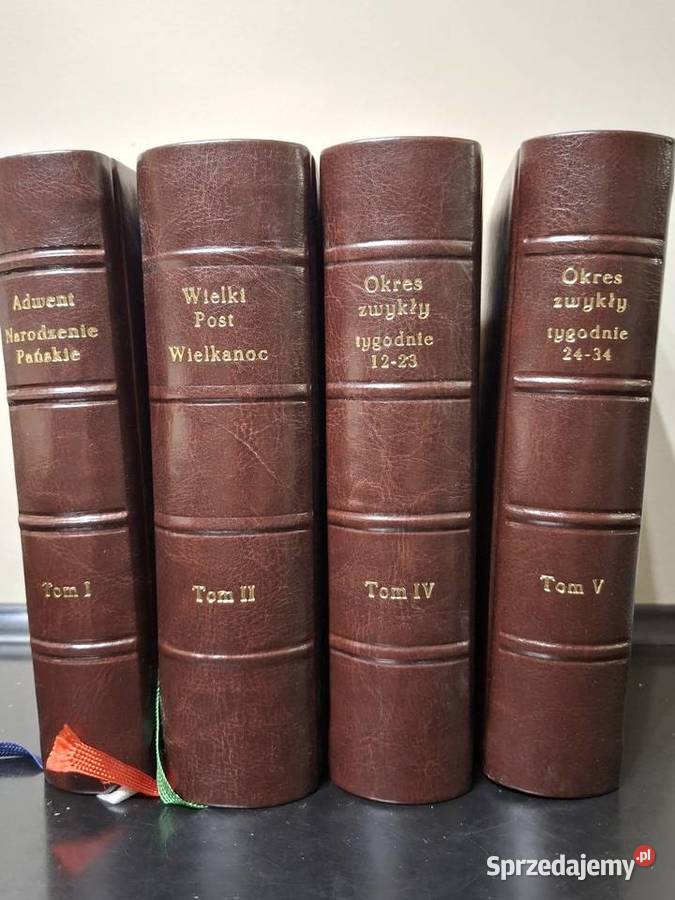 Adwent
Narodzenie
Pańskie
Tom I
Wielki
Post
Wielkanoc
Tom II
Okres
zwykły
tygodnie
12-23
Tom IV
Okres
zwykły
tygodnie
24-34
Tom V
Sprzedajemy.pl